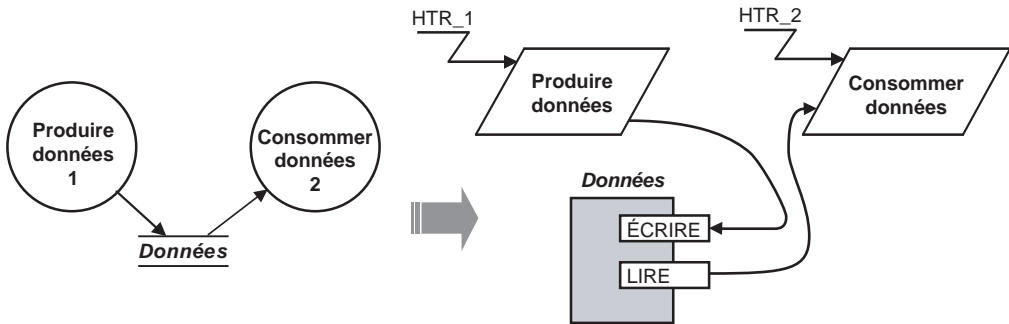 Produire
données
1
Consommer
données
2
Données
HTR_1
Produire
données
HTR_2
Consommer
données
Données
ÉCRIRE
LIRE